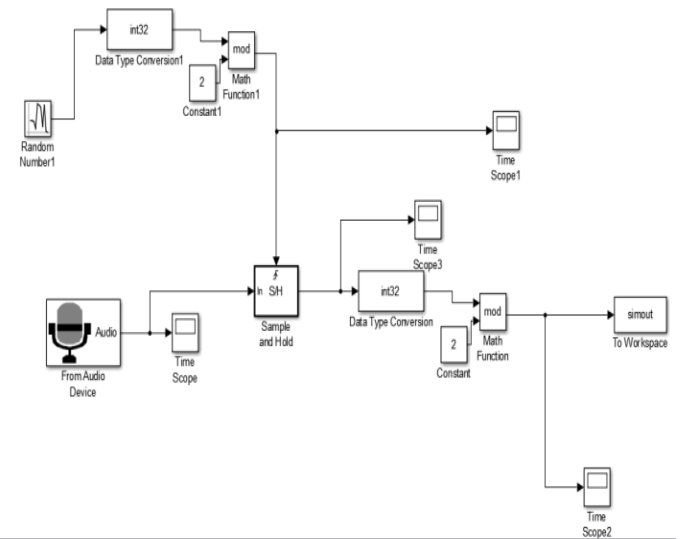 int32
Data Type Conversion1
mod
Math
Function1
2
Constant1
Random
Number1
Time
Scope1
Time
Scope3
In S/H
Sample
and Hold
int32
Data Type Conversion
mod
Math
Function
2
Constant
simout
To Workspace
Audio
From Audio
Device
Time
Scope
Time
Scope2